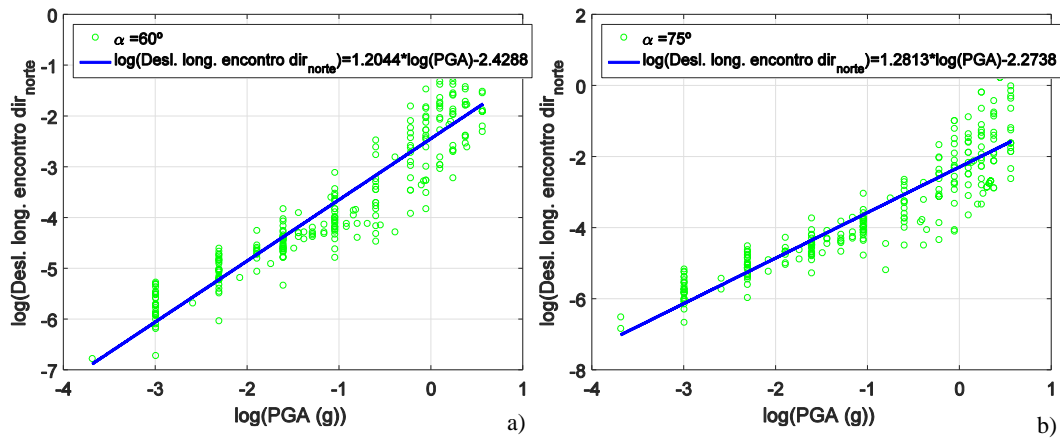 α =60º
log(Desl. long. encontro dir_norte)=1.2044*log(PGA)-2.4288
log(Desl. long. encontro dir_norte)
0
-1
-2
-3
-4
-5
-6
-7
-4
-3
-2
-1
0
1
log(PGA (g))
a)
α =75º
log(Desl. long. encontro dir_norte)=1.2813*log(PGA)-2.2738
log(Desl. long. encontro dir_norte)
2
0
-2
-4
-6
-8
-4
-3
-2
-1
0
1
log(PGA (g))
b)